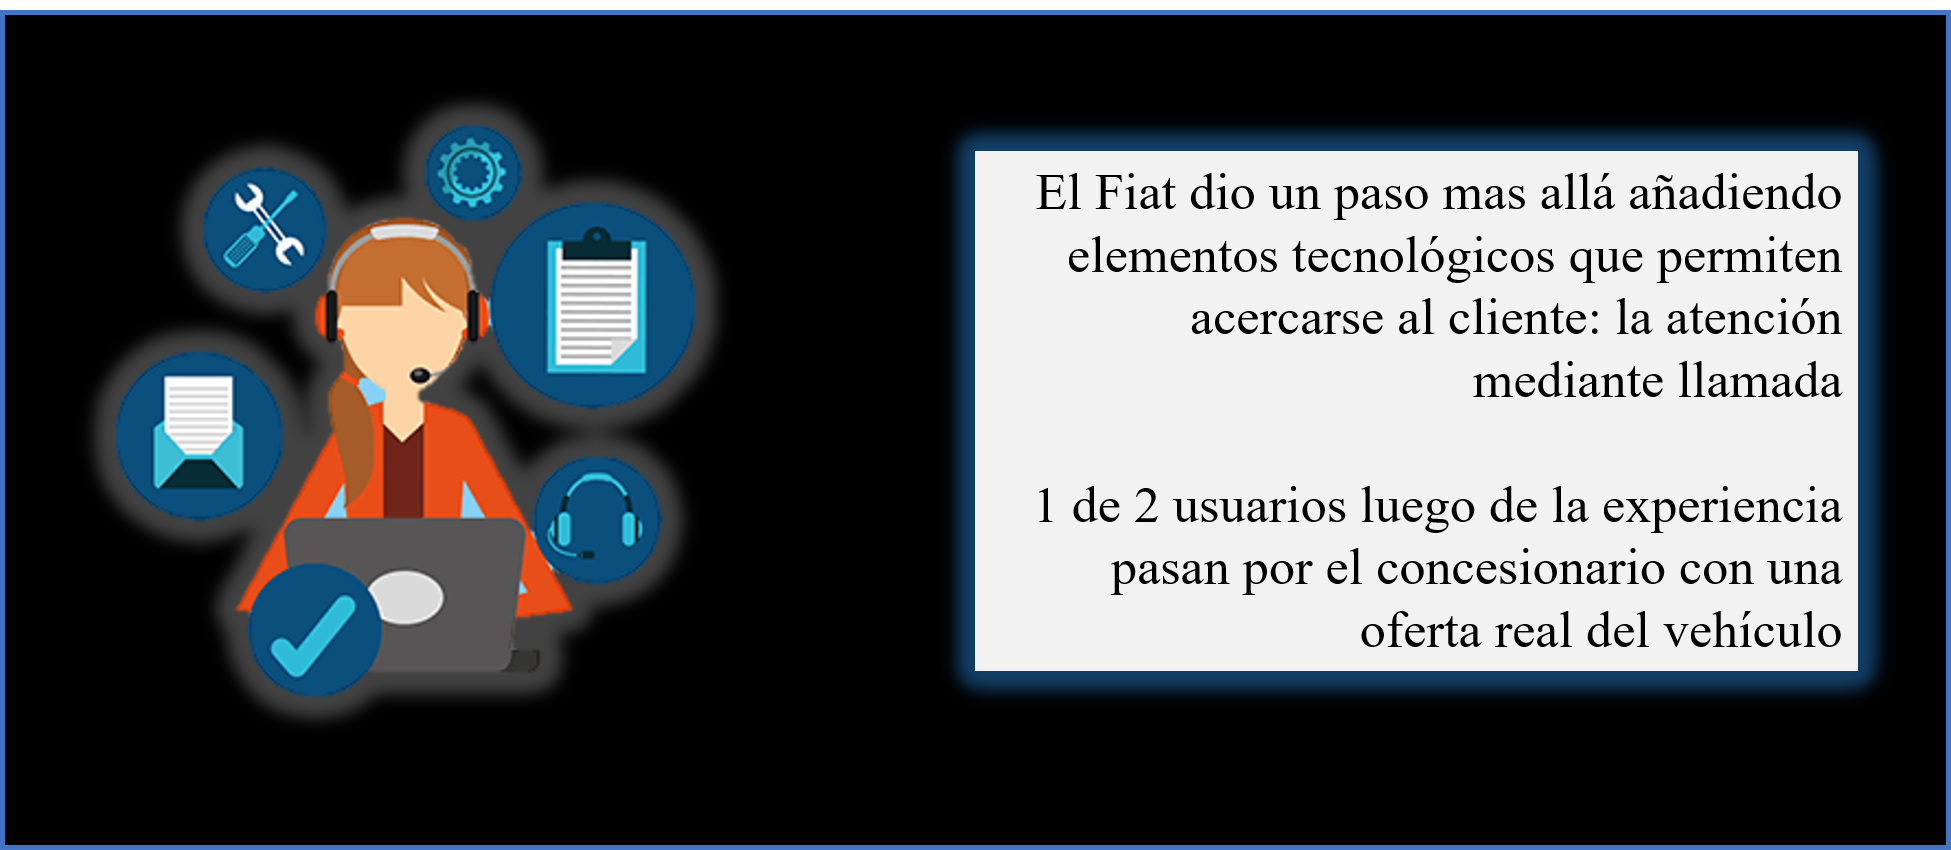 El Fiat dio un paso mas allá añadiendo
elementos tecnológicos que permiten
acercarse al cliente: la atención
mediante llamada
1 de 2 usuarios luego de la experiencia
pasan por el concesionario con una
oferta real del vehículo